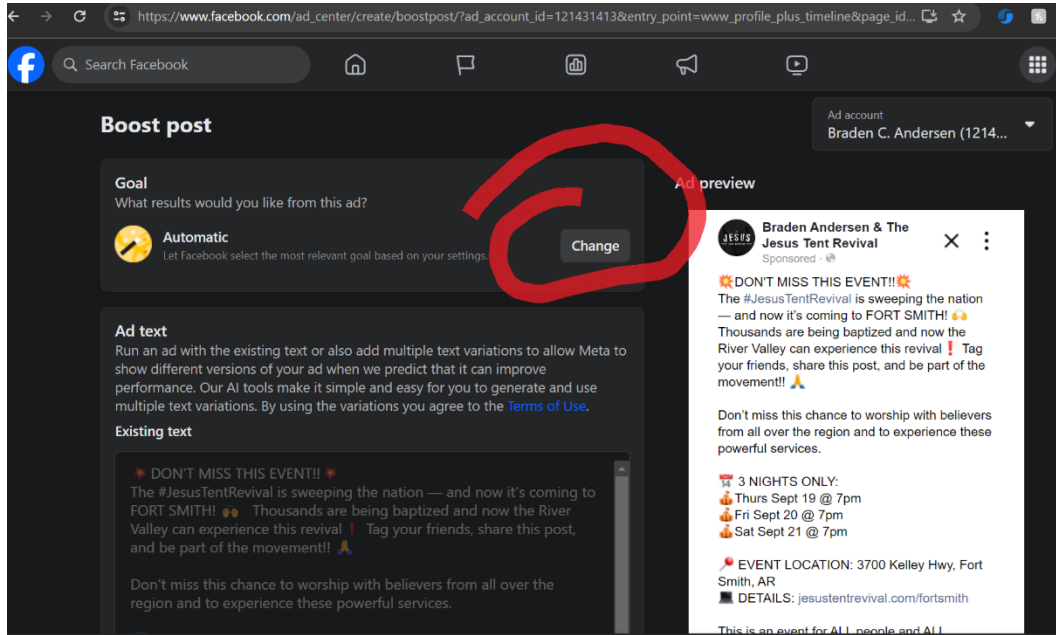 https://www.facebook.com/ad_center/create/boostpost/?ad_account_id=121431413&entry_point=www_profile_plus_timeline&page_id...
Search Facebook
Boost post
Ad account
Braden C. Andersen (1214...
Goal
What results would you like from this ad?
Automatic
Let Facebook select the most relevant goal based on your settings.
Change
Ad text
Run an ad with the existing text or also add multiple text variations to allow Meta to
show different versions of your ad when we predict that it can improve
performance. Our AI tools make it simple and easy for you to generate and use
multiple text variations. By using the variations you agree to the Terms of Use.
Existing text
💥 DON'T MISS THIS EVENT!! 💥
The #JesusTentRevival is sweeping the nation — and now it's coming to
FORT SMITH! 🙌 Thousands are being baptized and now the River
Valley can experience this revival❗ Tag your friends, share this post,
and be part of the movement!! 🙏
Don't miss this chance to worship with believers from all over the
region and to experience these powerful services.
Ad preview
JESUS
Braden Andersen & The
Jesus Tent Revival
Sponsored ·
💥DON'T MISS THIS EVENT!!💥
The #JesusTentRevival is sweeping the nation
— and now it's coming to FORT SMITH! 🙌
Thousands are being baptized and now the
River Valley can experience this revival❗ Tag
your friends, share this post, and be part of the
movement!! 🙏
Don't miss this chance to worship with believers
from all over the region and to experience these
powerful services.
📅 3 NIGHTS ONLY:
🎪Thurs Sept 19 @ 7pm
🎪Fri Sept 20 @ 7pm
🎪Sat Sept 21 @ 7pm
📍 EVENT LOCATION: 3700 Kelley Hwy, Fort
Smith, AR
💻 DETAILS: jesustentrevival.com/fortsmith
This is an event for ALL people and ALL